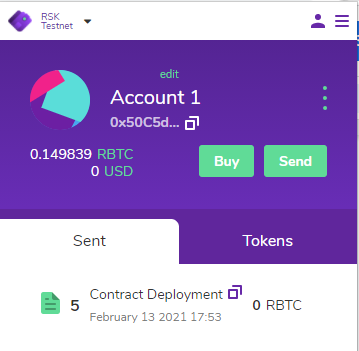 RSK
Testnet
edit
Account 1
0x50C5d...
0.149839 RBTC
0 USD
Buy
Send
Sent
Tokens
5
Contract Deployment
0 RBTC
February 13 2021 17:53